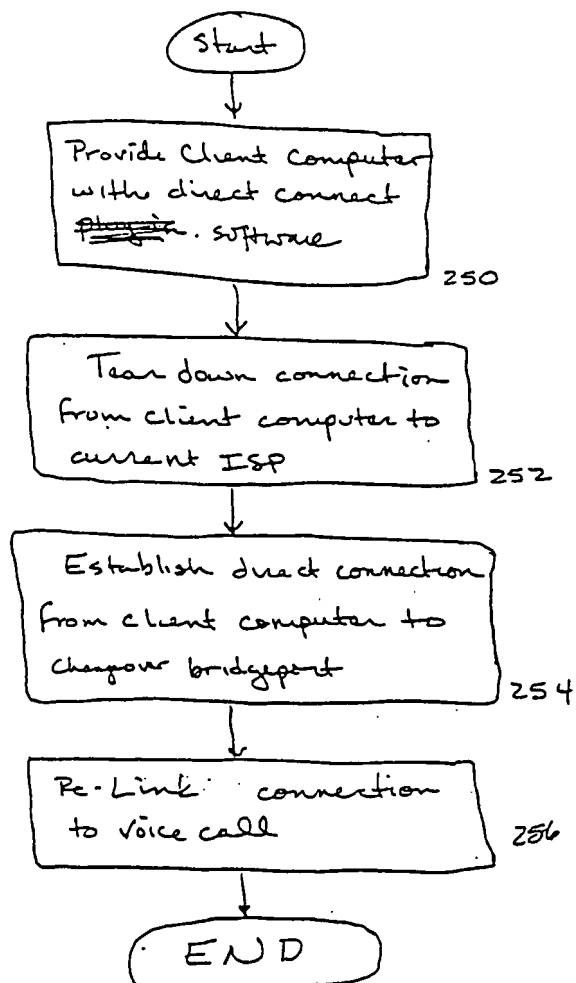 Start
Provide Client computer
with direct connect
software
250
Tear down connection
from client computer to
current ISP
252
Establish direct connection
from client computer to
changeover bridgeport
254
Re-Link connection
to voice call
256
END